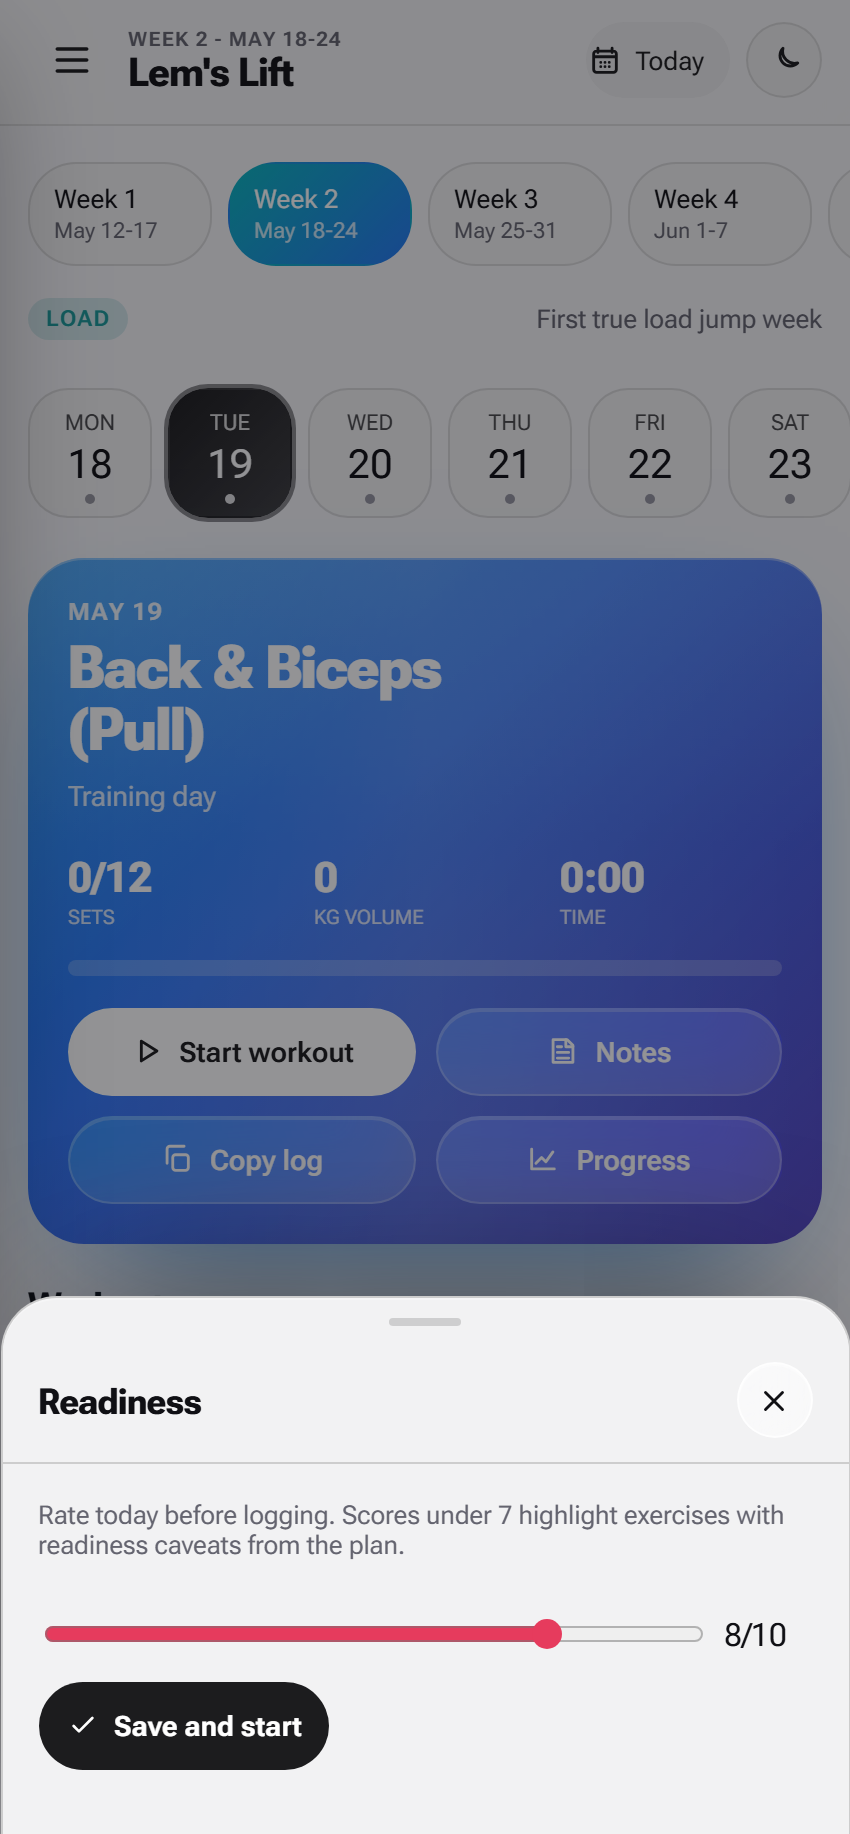 WEEK 2 - MAY 18-24
Lem's Lift
Today
Week 1
May 12-17
Week 2
May 18-24
Week 3
May 25-31
Week 4
Jun 1-7
LOAD
First true load jump week
MON
18
TUE
19
WED
20
THU
21
FRI
22
SAT
23
MAY 19
Back & Biceps
(Pull)
Training day
0/12
SETS
0
KG VOLUME
0:00
TIME
Start workout
Notes
Copy log
Progress
Readiness
Rate today before logging. Scores under 7 highlight exercises with
readiness caveats from the plan.
8/10
Save and start